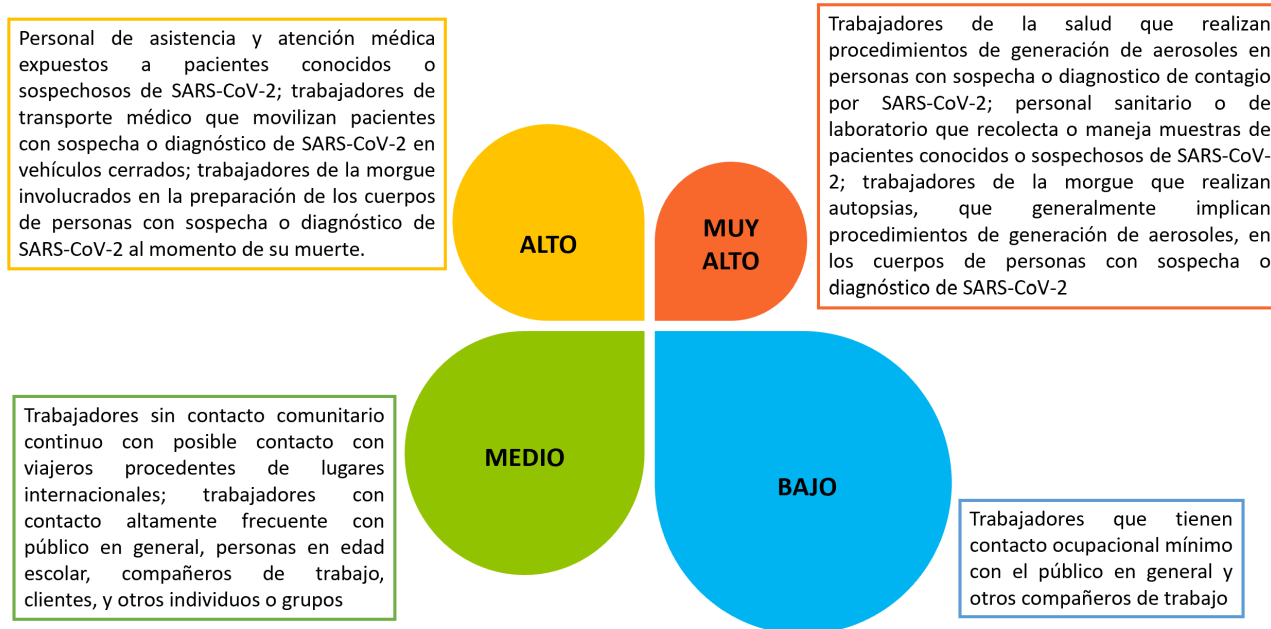 Personal de asistencia y atención médica
expuestos a pacientes conocidos o
sospechosos de SARS-CoV-2; trabajadores de
transporte médico que movilizan pacientes
con sospecha o diagnóstico de SARS-CoV-2 en
vehículos cerrados; trabajadores de la morgue
involucrados en la preparación de los cuerpos
de personas con sospecha o diagnóstico de
SARS-CoV-2 al momento de su muerte.
ALTO
MUY
ALTO
Trabajadores de la salud que realizan
procedimientos de generación de aerosoles en
personas con sospecha o diagnostico de contagio
por SARS-CoV-2; personal sanitario o de
laboratorio que recolecta o maneja muestras de
pacientes conocidos o sospechosos de SARS-CoV-
2; trabajadores de la morgue que realizan
autopsias, que generalmente implican
procedimientos de generación de aerosoles, en
los cuerpos de personas con sospecha o
diagnóstico de SARS-CoV-2
Trabajadores sin contacto comunitario
continuo con posible contacto con
viajeros procedentes de lugares
internacionales; trabajadores con
contacto altamente frecuente con
público en general, personas en edad
escolar, compañeros de trabajo,
clientes, y otros individuos o grupos
MEDIO
BAJO
Trabajadores que tienen
contacto ocupacional mínimo
con el público en general y
otros compañeros de trabajo